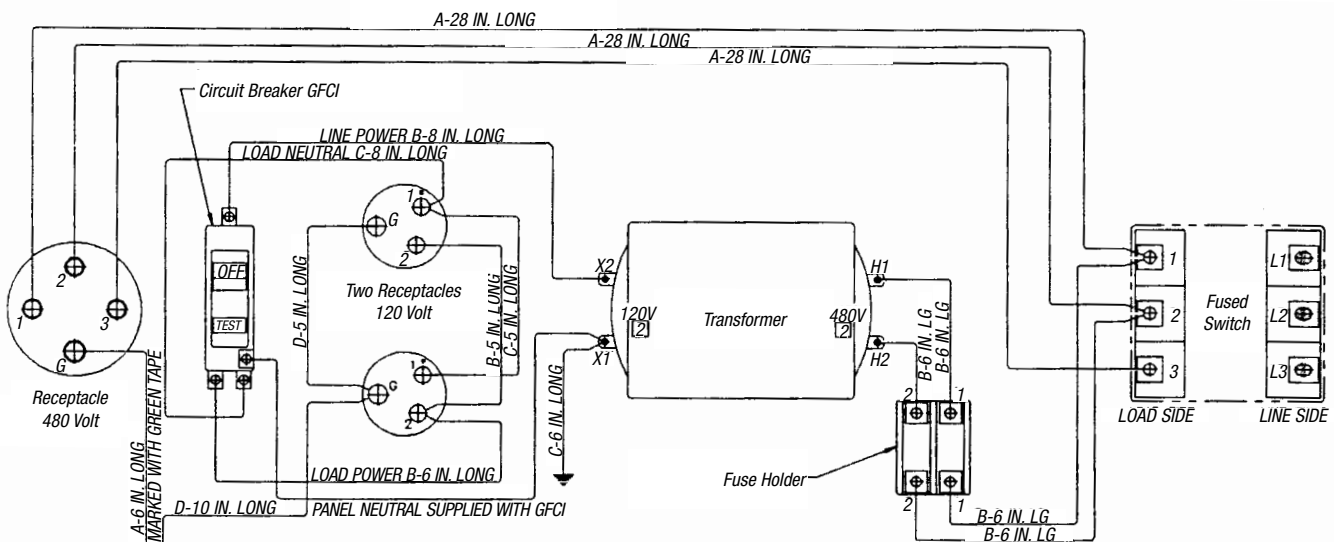 A-28 IN. LONG
A-28 IN. LONG
A-28 IN. LONG
Circuit Breaker GFCI
LINE POWER B-8 IN. LONG
LOAD NEUTRAL C-8 IN. LONG
1
G
2
OFF
TEST
Two Receptacles
120 Volt
D-5 IN. LONG
B-5 IN. LONG
C-5 IN. LONG
1
G
2
2
1
3
G
Receptacle
480 Volt
A-6 IN. LONG
MARKED WITH GREEN TAPE
LOAD POWER B-6 IN. LONG
D-10 IN. LONG
PANEL NEUTRAL SUPPLIED WITH GFCI
C-6 IN. LONG
X2
120V
2
X1
Transformer
H1
480V
2
H2
B-6 IN. LG
B-6 IN. LG
2 1
Fuse Holder
2 1
B-6 IN. LG
B-6 IN. LG
1
2
3
Fused
Switch
L1
L2
L3
LOAD SIDE
LINE SIDE